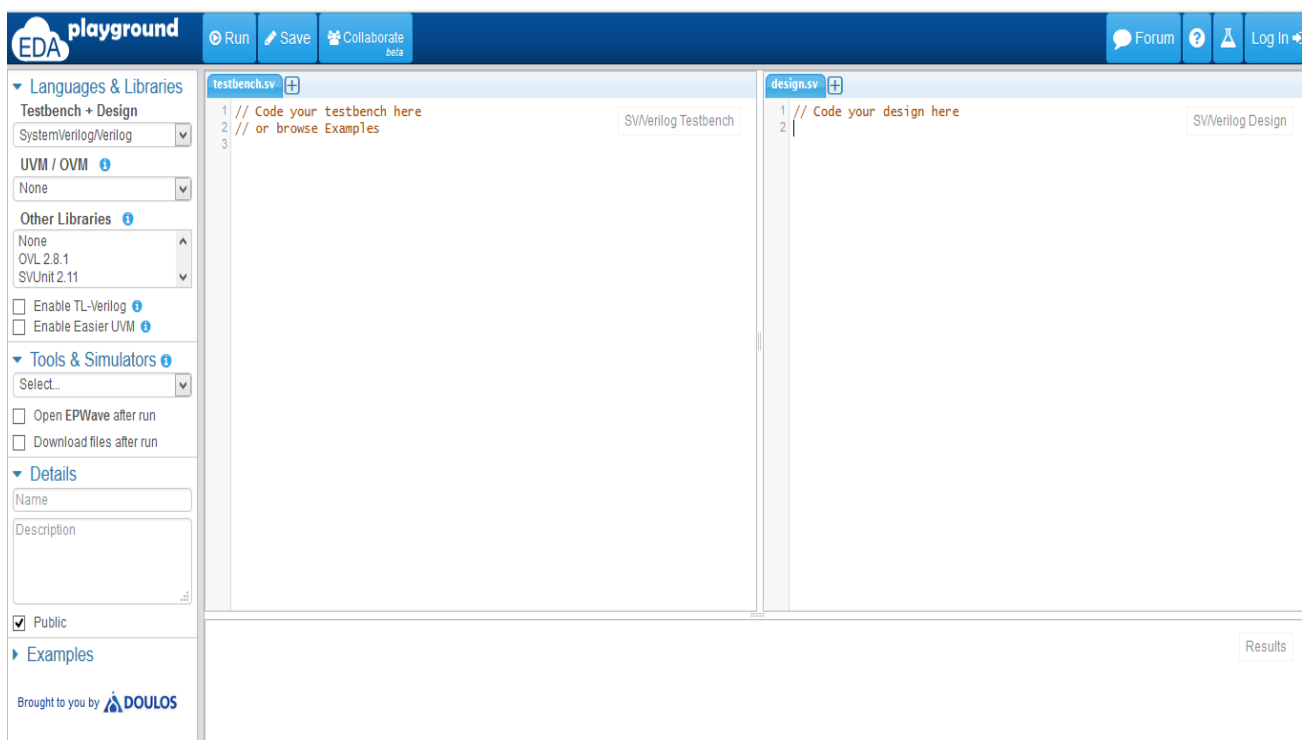 EDA playground
Run
Save
Collaborate
beta
Forum
?
Log In
Languages & Libraries
Testbench + Design
SystemVerilog/Verilog
UVM / OVM
None
Other Libraries
None
OVL 2.8.1
SVUnit 2.11
Enable TL-Verilog
Enable Easier UVM
Tools & Simulators
Select...
Open EPWave after run
Download files after run
Details
Name
Description
Public
Examples
Brought to you by DOULOS
testbench.sv
1 // Code your testbench here
2 // or browse Examples
3
SV/Verilog Testbench
design.sv
1 // Code your design here
2
SV/Verilog Design
Results